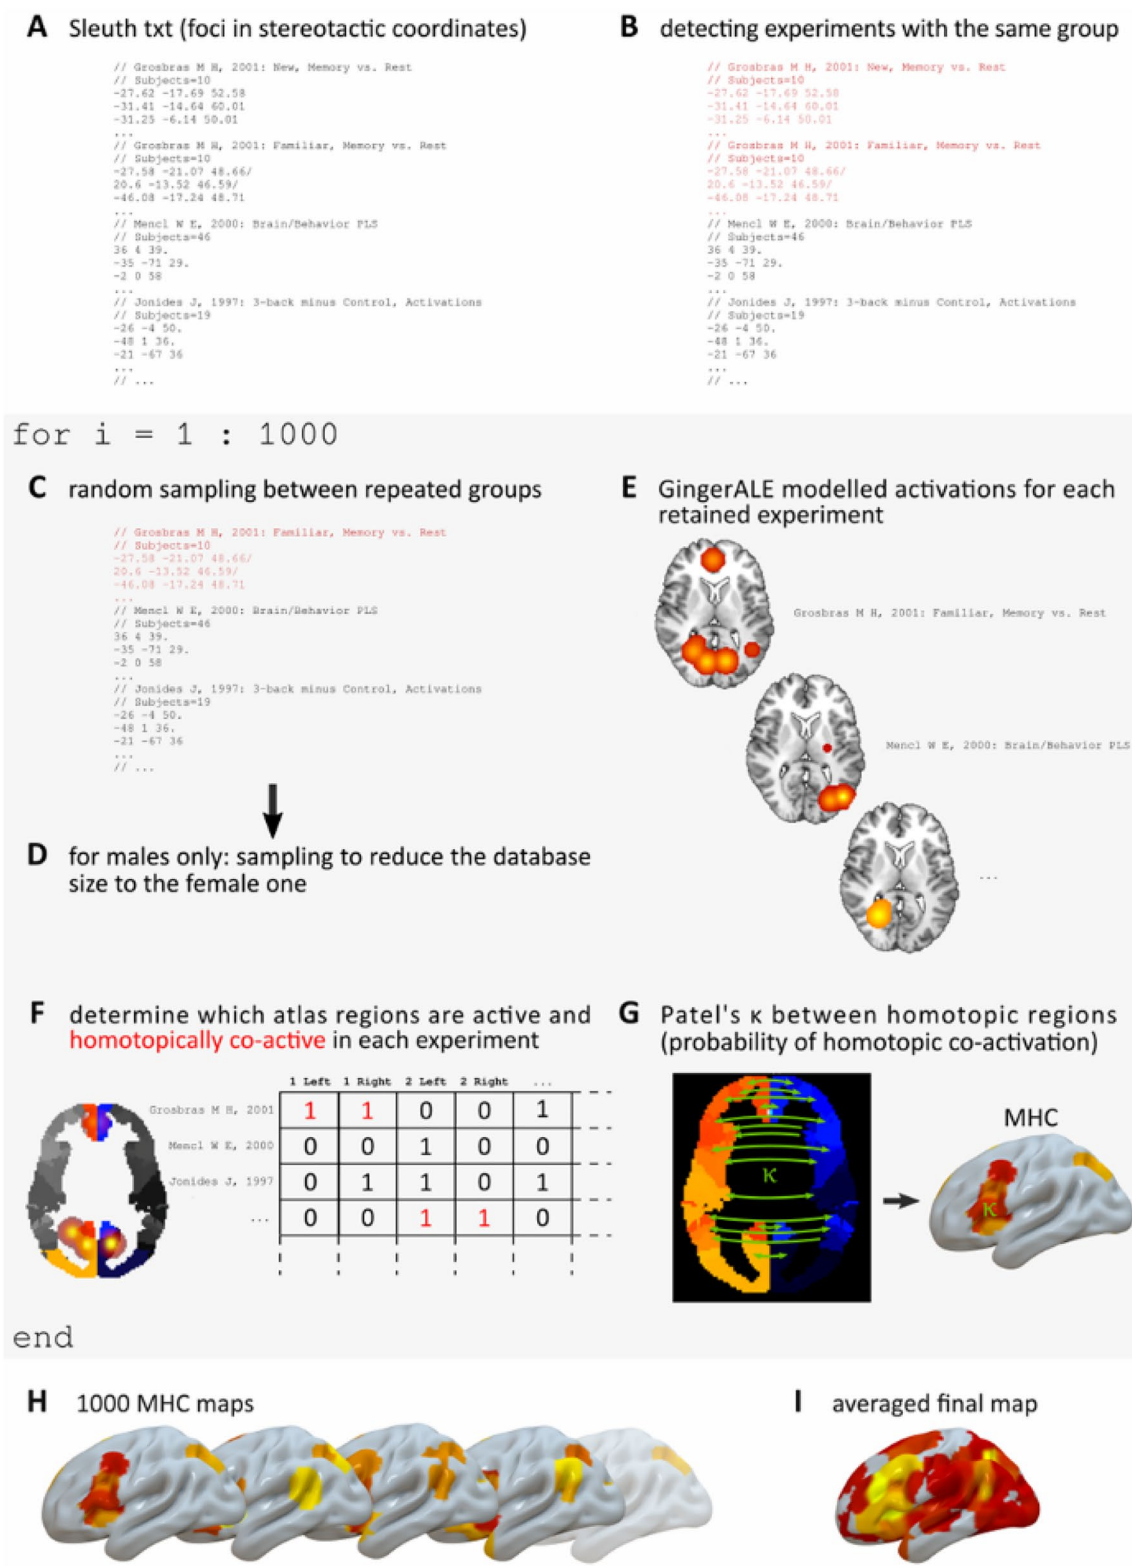 A Sleuth txt (foci in stereotactic coordinates)
// Grosbras M H, 2001: New, Memory vs. Rest
// Subjects=10
-27.62 -17.69 52.58
-31.41 -14.64 60.01
-31.25 -6.14 50.01
...
// Grosbras M H, 2001: Familiar, Memory vs. Rest
// Subjects=10
-27.58 -21.07 48.66/
20.6 -13.52 46.59/
-46.08 -17.24 48.71
...
// Mencl W E, 2000: Brain/Behavior PLS
// Subjects=46
36 4 39.
-35 -71 29.
-2 0 58
...
// Jonides J, 1997: 3-back minus Control, Activations
// Subjects=19
-26 -4 50.
-48 1 36.
-21 -67 36
...
// ...
B detecting experiments with the same group
// Grosbras M H, 2001: New, Memory vs. Rest
// Subjects=10
-27.62 -17.69 52.58
-31.41 -14.64 60.01
-31.25 -6.14 50.01
...
// Grosbras M H, 2001: Familiar, Memory vs. Rest
// Subjects=10
-27.58 -21.07 48.66/
20.6 -13.52 46.59/
-46.08 -17.24 48.71
...
// Mencl W E, 2000: Brain/Behavior PLS
// Subjects=46
36 4 39.
-35 -71 29.
-2 0 58
...
// Jonides J, 1997: 3-back minus Control, Activations
// Subjects=19
-26 -4 50.
-48 1 36.
-21 -67 36
...
// ...
for i = 1 : 1000
C random sampling between repeated groups
// Grosbras M H, 2001: Familiar, Memory vs. Rest
// Subjects=10
-27.58 -21.07 48.66/
20.6 -13.52 46.59/
-46.08 -17.24 48.71
...
// Mencl W E, 2000: Brain/Behavior PLS
// Subjects=46
36 4 39.
-35 -71 29.
-2 0 58
...
// Jonides J, 1997: 3-back minus Control, Activations
// Subjects=19
-26 -4 50.
-48 1 36.
-21 -67 36
...
// ...
D for males only: sampling to reduce the database
size to the female one
E GingerALE modelled activations for each
retained experiment
Grosbras M H, 2001: Familiar, Memory vs. Rest
Mencl W E, 2000: Brain/Behavior PLS
...
F determine which atlas regions are active and
homotopically co-active in each experiment
1 Left 1 Right 2 Left 2 Right ...
Grosbras M H, 2001 1 1 0 0 1
Mencl W E, 2000 0 0 1 0 0
Jonides J, 1997 0 1 1 0 1
... 0 0 1 1 0
G Patel's κ between homotopic regions
(probability of homotopic co-activation)
κ
MHC
κ
end
H 1000 MHC maps
I averaged final map